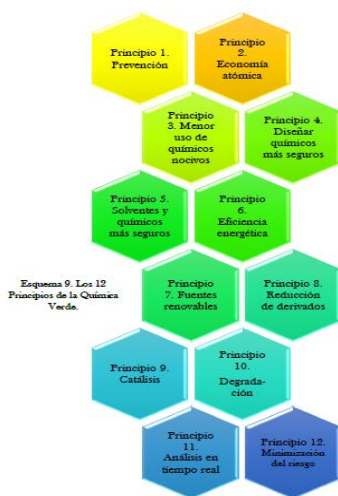 Principio 1.
Prevención
Principio
2.
Economía
atómica
Principio
3. Menor
uso de
químicos
nocivos
Principio 4.
Diseñar
químicos
más seguros
Principio 5.
Solventes y
químicos
más seguros
Principio
6.
Eficiencia
energética
Esquema 9. Los 12
Principios de la Química
Verde.
Principio
7. Fuentes
renovables
Principio 8.
Reducción
de
derivados
Principio 9.
Catálisis
Principio
10.
Degrada-
ción
Principio
11.
Análisis en
tiempo real
Principio 12.
Minimización
del riesgo